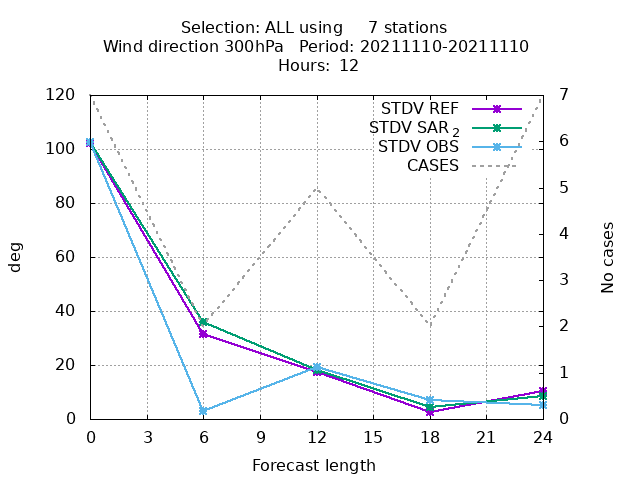 Selection: ALL using     7 stations
Wind direction 300hPa   Period: 20211110-20211110
Hours: 12
STDV REF
STDV SAR 2
STDV OBS
CASES
deg
No cases
120
100
80
60
40
20
0
7
6
5
4
3
2
1
0
0 3 6 9 12 15 18 21 24
Forecast length